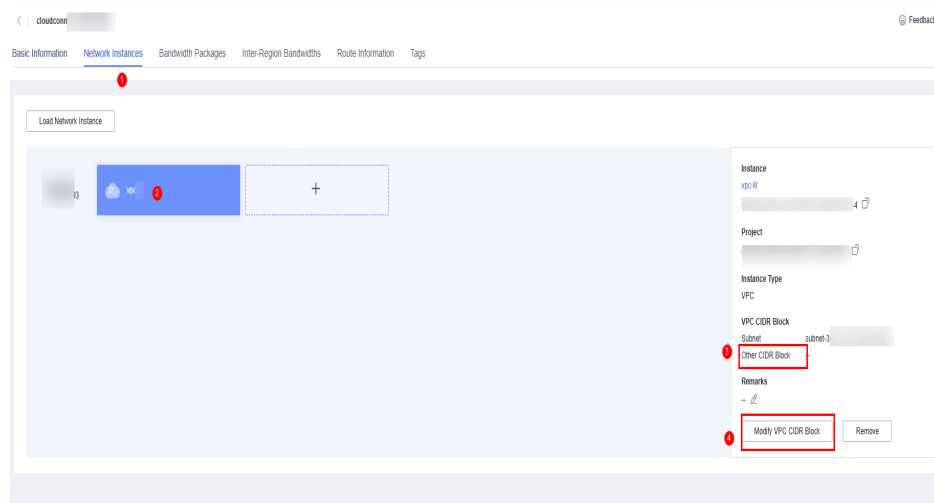 cloudconn
Feedback
Basic Information Network Instances Bandwidth Packages Inter-Region Bandwidths Route Information Tags
1
Load Network Instance
03
vpc
2
+
Instance
vpc-lll
4
Project
Instance Type
VPC
VPC CIDR Block
Subnet subnet-3
3
Other CIDR Block --
Remarks
--
4
Modify VPC CIDR Block Remove